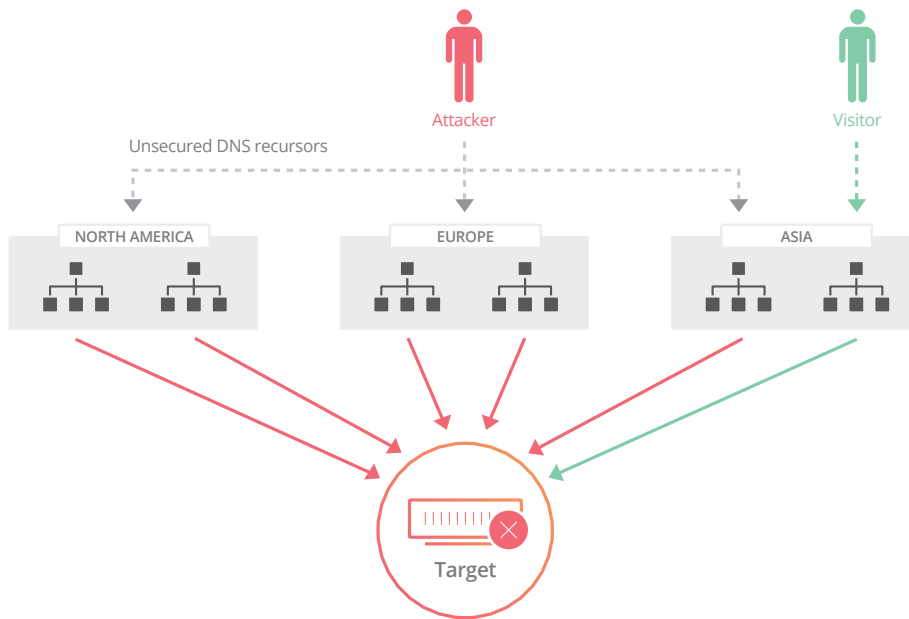 Attacker
Visitor
Unsecured DNS recursors
NORTH AMERICA
EUROPE
ASIA
Target